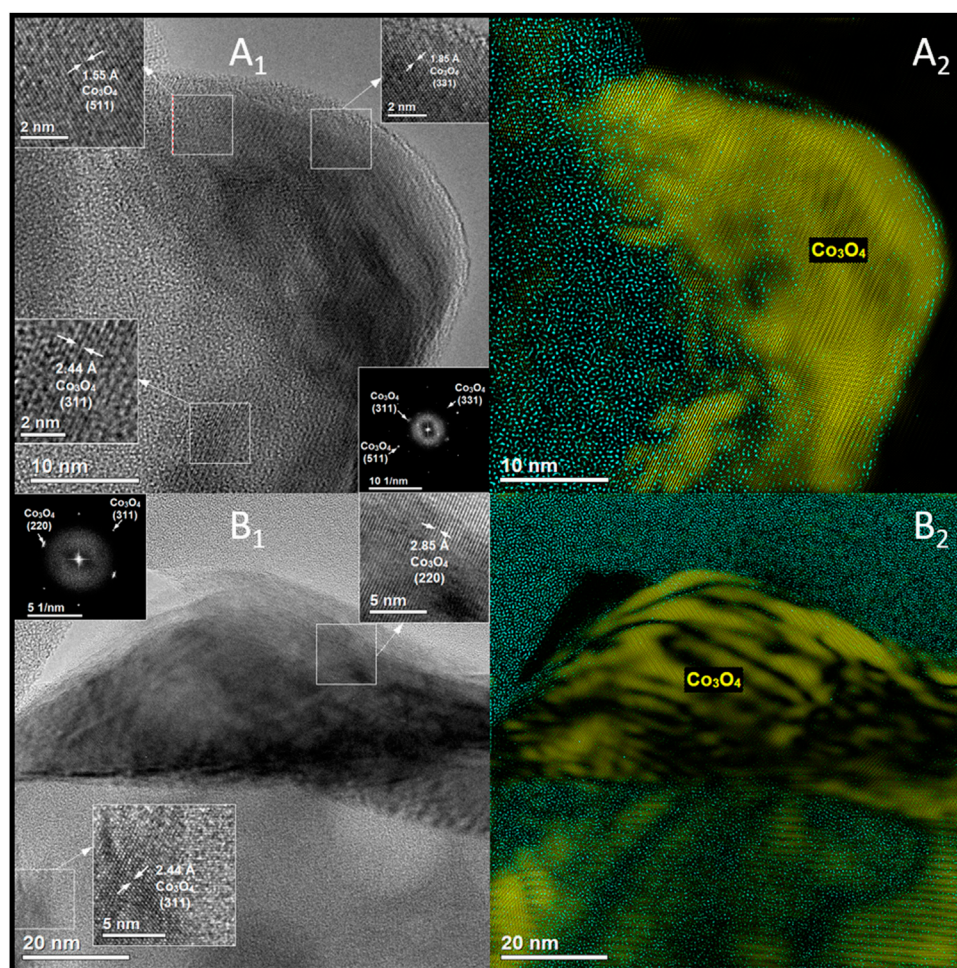 A₁
1.55 Å
Co₃O₄
(511)
2 nm
1.85 Å
Co₃O₄
(331)
2 nm
2.44 Å
Co₃O₄
(311)
2 nm
10 nm
Co₃O₄
(311)
Co₃O₄
(331)
Co₃O₄
(511)
10 1/nm
A₂
Co₃O₄
10 nm
B₁
Co₃O₄
(220)
Co₃O₄
(311)
5 1/nm
2.85 Å
Co₃O₄
(220)
5 nm
2.44 Å
Co₃O₄
(311)
5 nm
20 nm
B₂
Co₃O₄
20 nm